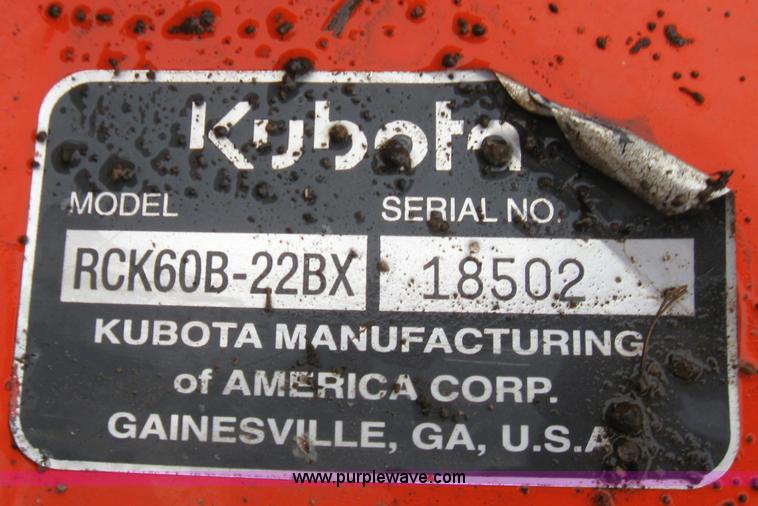 Kubota
MODEL SERIAL NO.
RCK60B-22BX 18502
KUBOTA MANUFACTURING
of AMERICA CORP.
GAINESVILLE, GA, U.S.A
www.purplewave.com